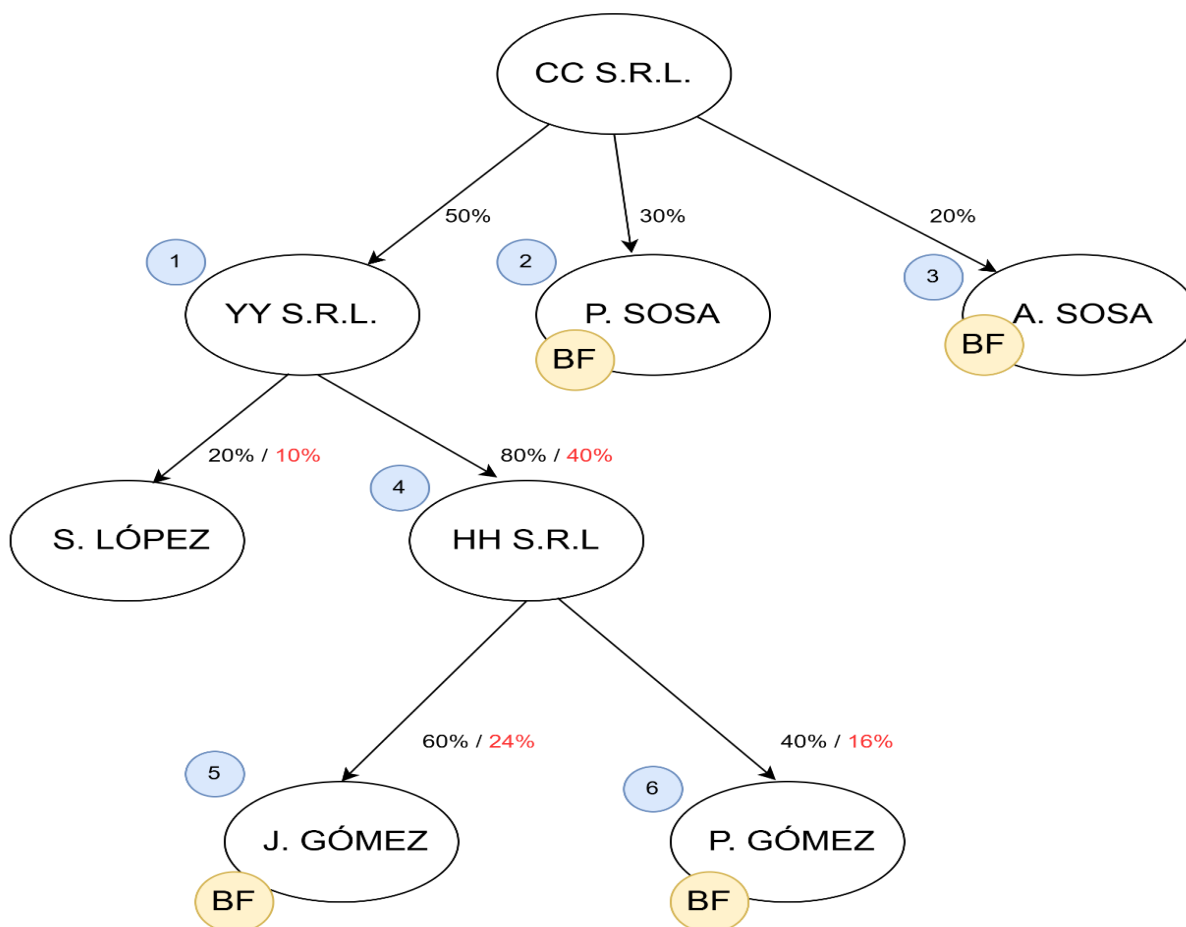 CC S.R.L.
50%
30%
20%
1
2
3
YY S.R.L.
P. SOSA
A. SOSA
BF
BF
20% / 10%
80% / 40%
4
S. LÓPEZ
HH S.R.L
60% / 24%
40% / 16%
5
6
J. GÓMEZ
P. GÓMEZ
BF
BF